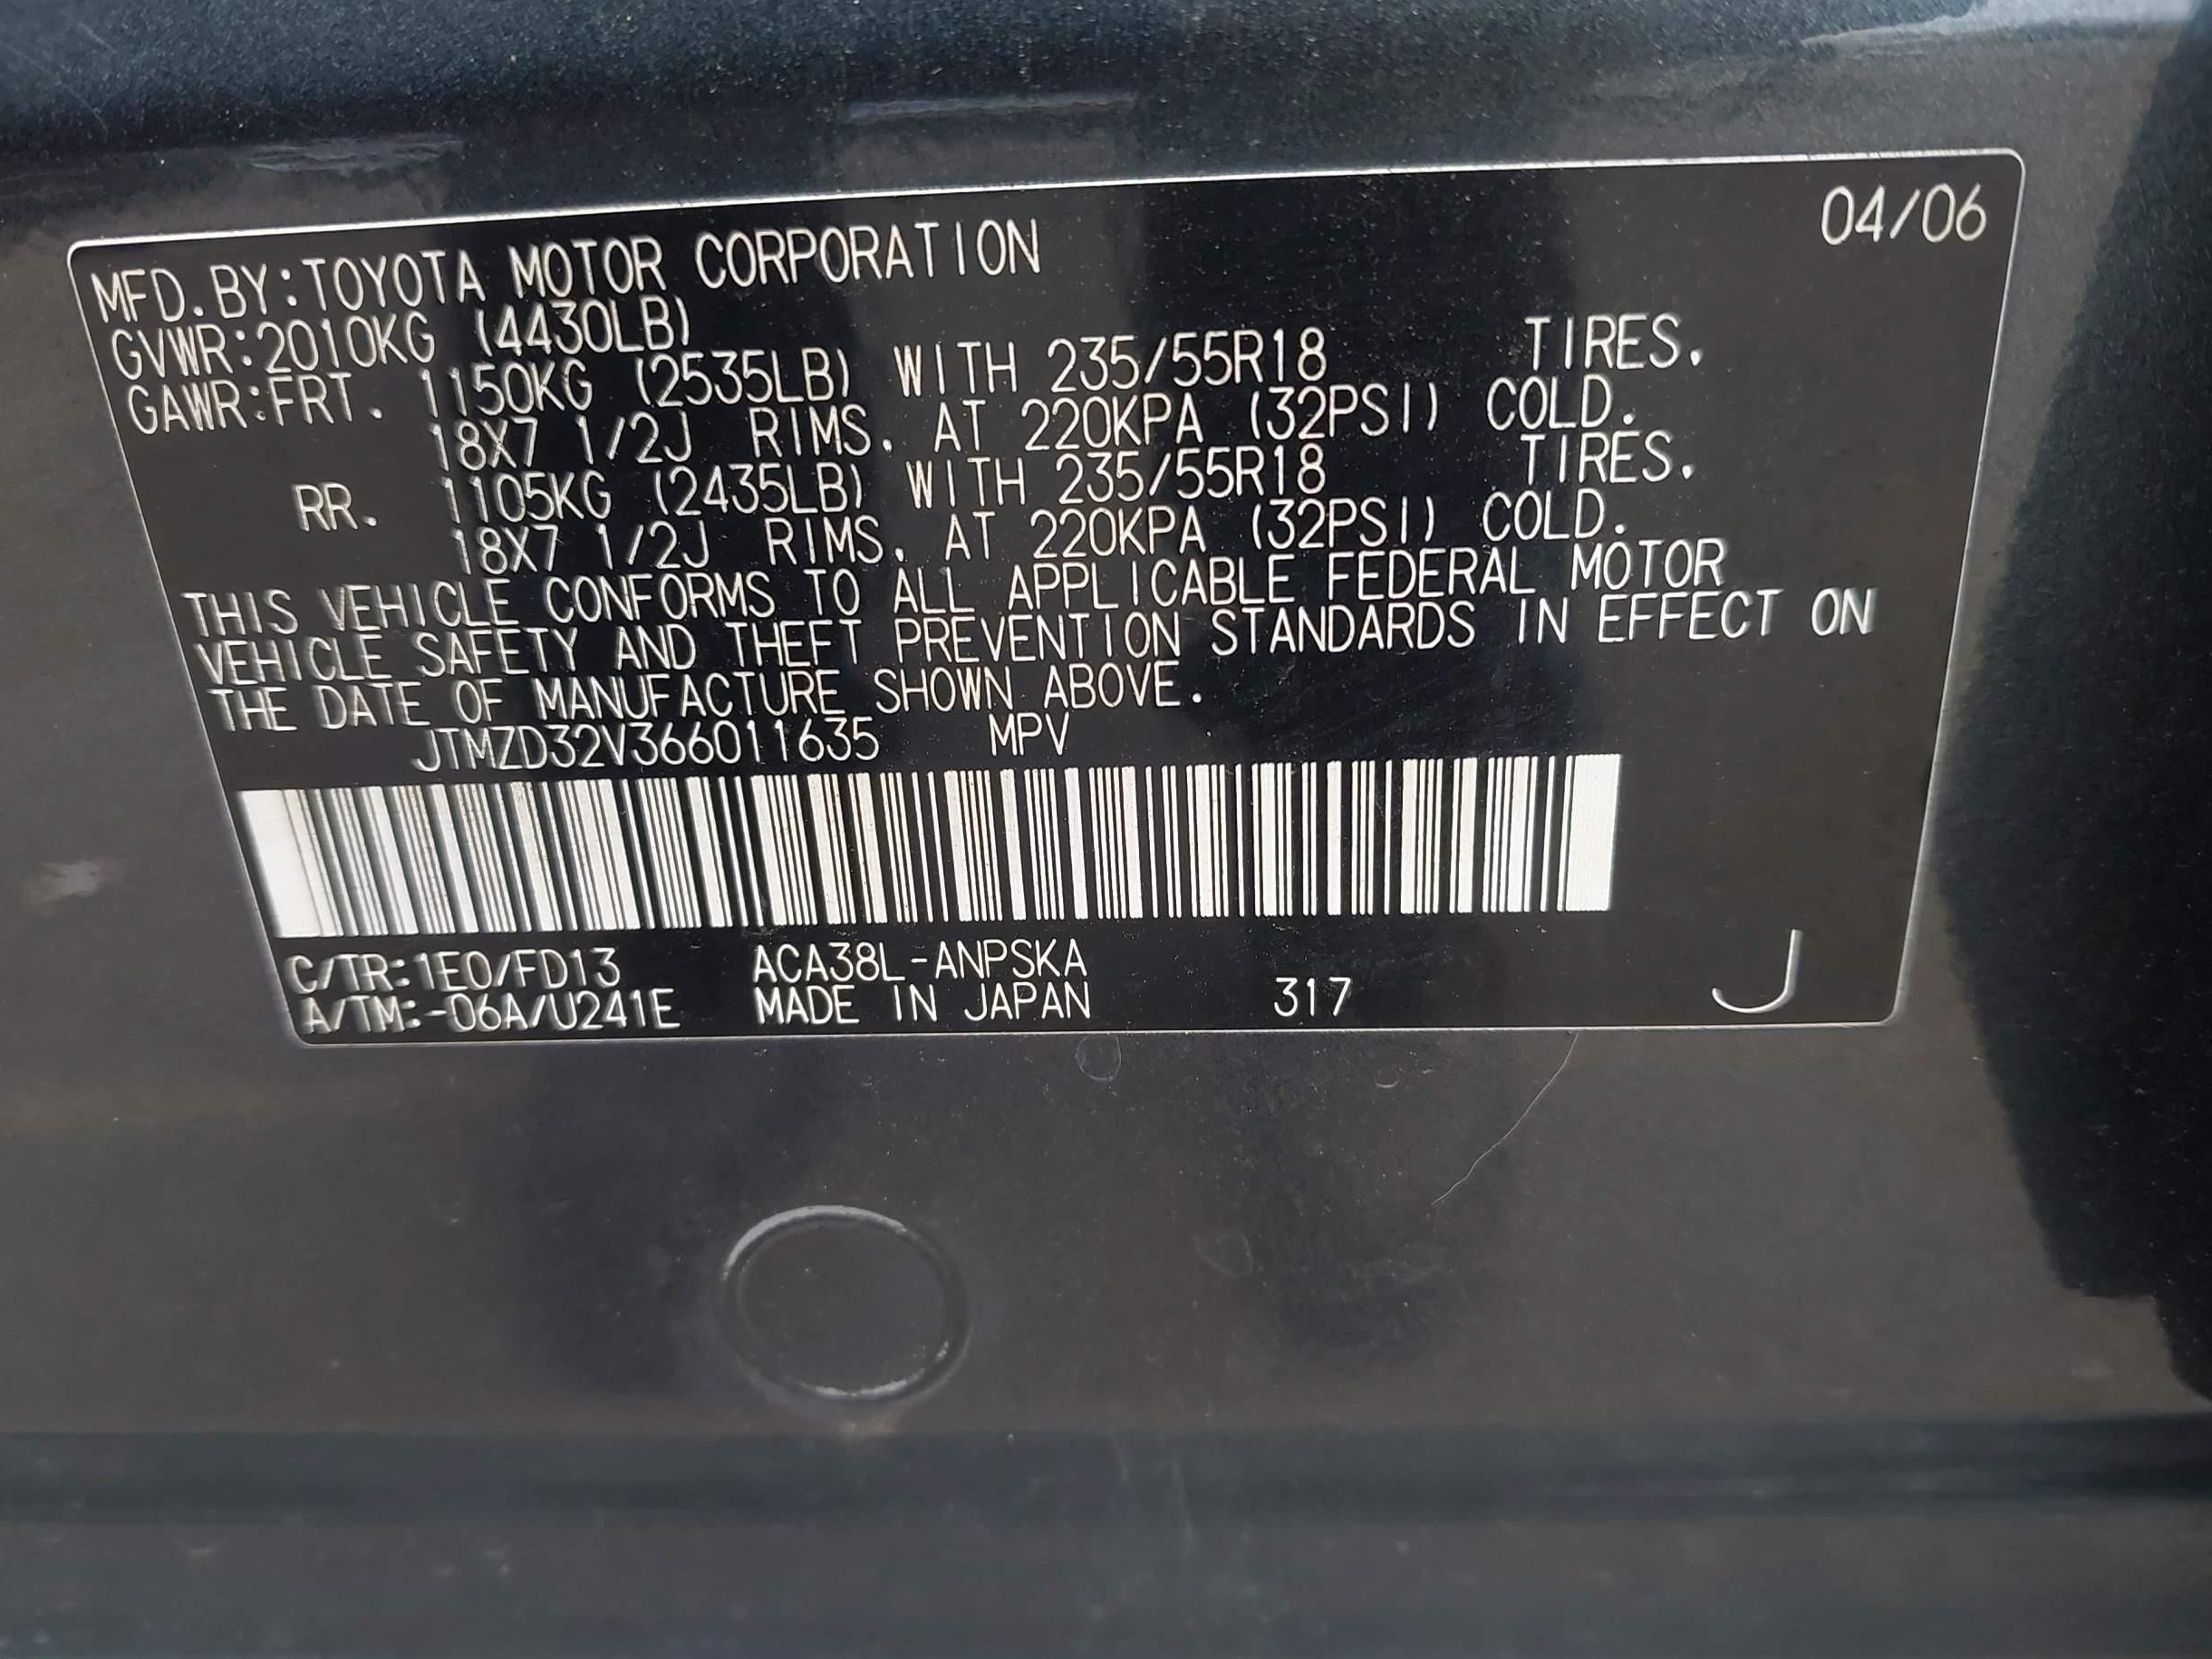 04/06
MFD.BY:TOYOTA MOTOR CORPORATION
GVWR:2010KG (4430LB)
GAWR:FRT. 1150KG (2535LB) WITH 235/55R18 TIRES.
18X7 1/2J RIMS. AT 220KPA (32PSI) COLD.
RR. 1105KG (2435LB) WITH 235/55R18 TIRES.
18X7 1/2J RIMS. AT 220KPA (32PSI) COLD.
THIS VEHICLE CONFORMS TO ALL APPLICABLE FEDERAL MOTOR
VEHICLE SAFETY AND THEFT PREVENTION STANDARDS IN EFFECT ON
THE DATE OF MANUFACTURE SHOWN ABOVE.
JTMZD32V366011635 MPV
C/TR:1E0/FD13 ACA38L-ANPSKA
A/TM:-06A/U241E MADE IN JAPAN 317 J